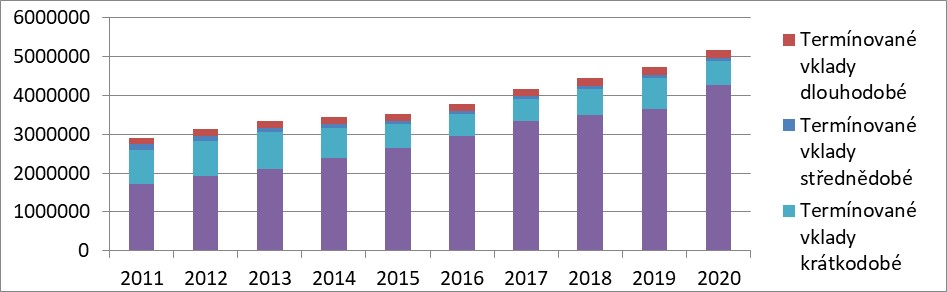 6000000
5000000
4000000
3000000
2000000
1000000
0
2011 2012 2013 2014 2015 2016 2017 2018 2019 2020
Termínované
vklady
dlouhodobé
Termínované
vklady
střednědobé
Termínované
vklady
krátkodobé